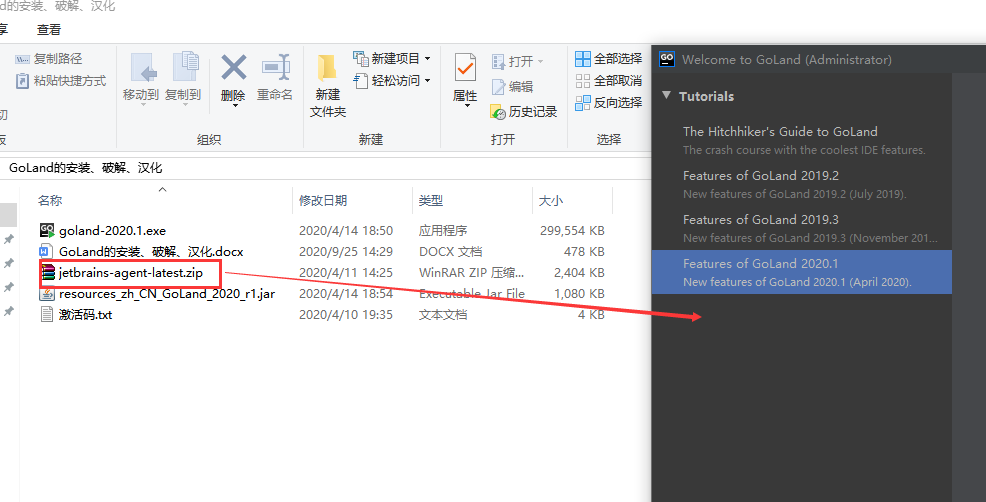 d的安装、破解、汉化
享 查看
复制路径
粘贴快捷方式
切
板
移动到 复制到 删除 重命名
组织
新建
文件夹
新建项目
轻松访问
新建
属性
打开
编辑
历史记录
打开
全部选择
全部取消
反向选择
选择
GoLand的安装、破解、汉化
名称 修改日期 类型 大小
goland-2020.1.exe 2020/4/14 18:50 应用程序 299,554 KB
GoLand的安装、破解、汉化.docx 2020/9/25 14:29 DOCX 文档 478 KB
jetbrains-agent-latest.zip 2020/4/11 14:25 WinRAR ZIP 压缩... 2,404 KB
resources_zh_CN_GoLand_2020_r1.jar 2020/4/14 18:54 Executable Jar File 1,080 KB
激活码.txt 2020/4/10 19:35 文本文档 4 KB
GO Welcome to GoLand (Administrator)
Tutorials
The Hitchhiker's Guide to GoLand
The crash course with the coolest IDE features.
Features of GoLand 2019.2
New features of GoLand 2019.2 (July 2019).
Features of GoLand 2019.3
New features of GoLand 2019.3 (November 201...
Features of GoLand 2020.1
New features of GoLand 2020.1 (April 2020).